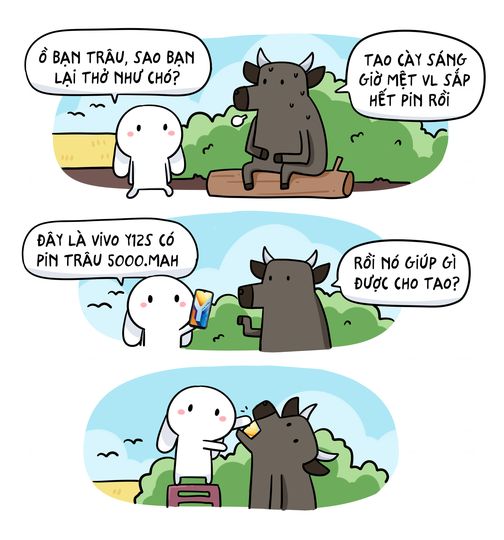 Ồ BẠN TRÂU, SAO BẠN
LẠI THỞ NHƯ CHÓ?
TAO CÀY SÁNG
GIỜ MỆT VL SẮP
HẾT PIN RỒI
ĐÂY LÀ VIVO Y12S CÓ
PIN TRÂU 5000.MAH
RỒI NÓ GIÚP GÌ
ĐƯỢC CHO TAO?